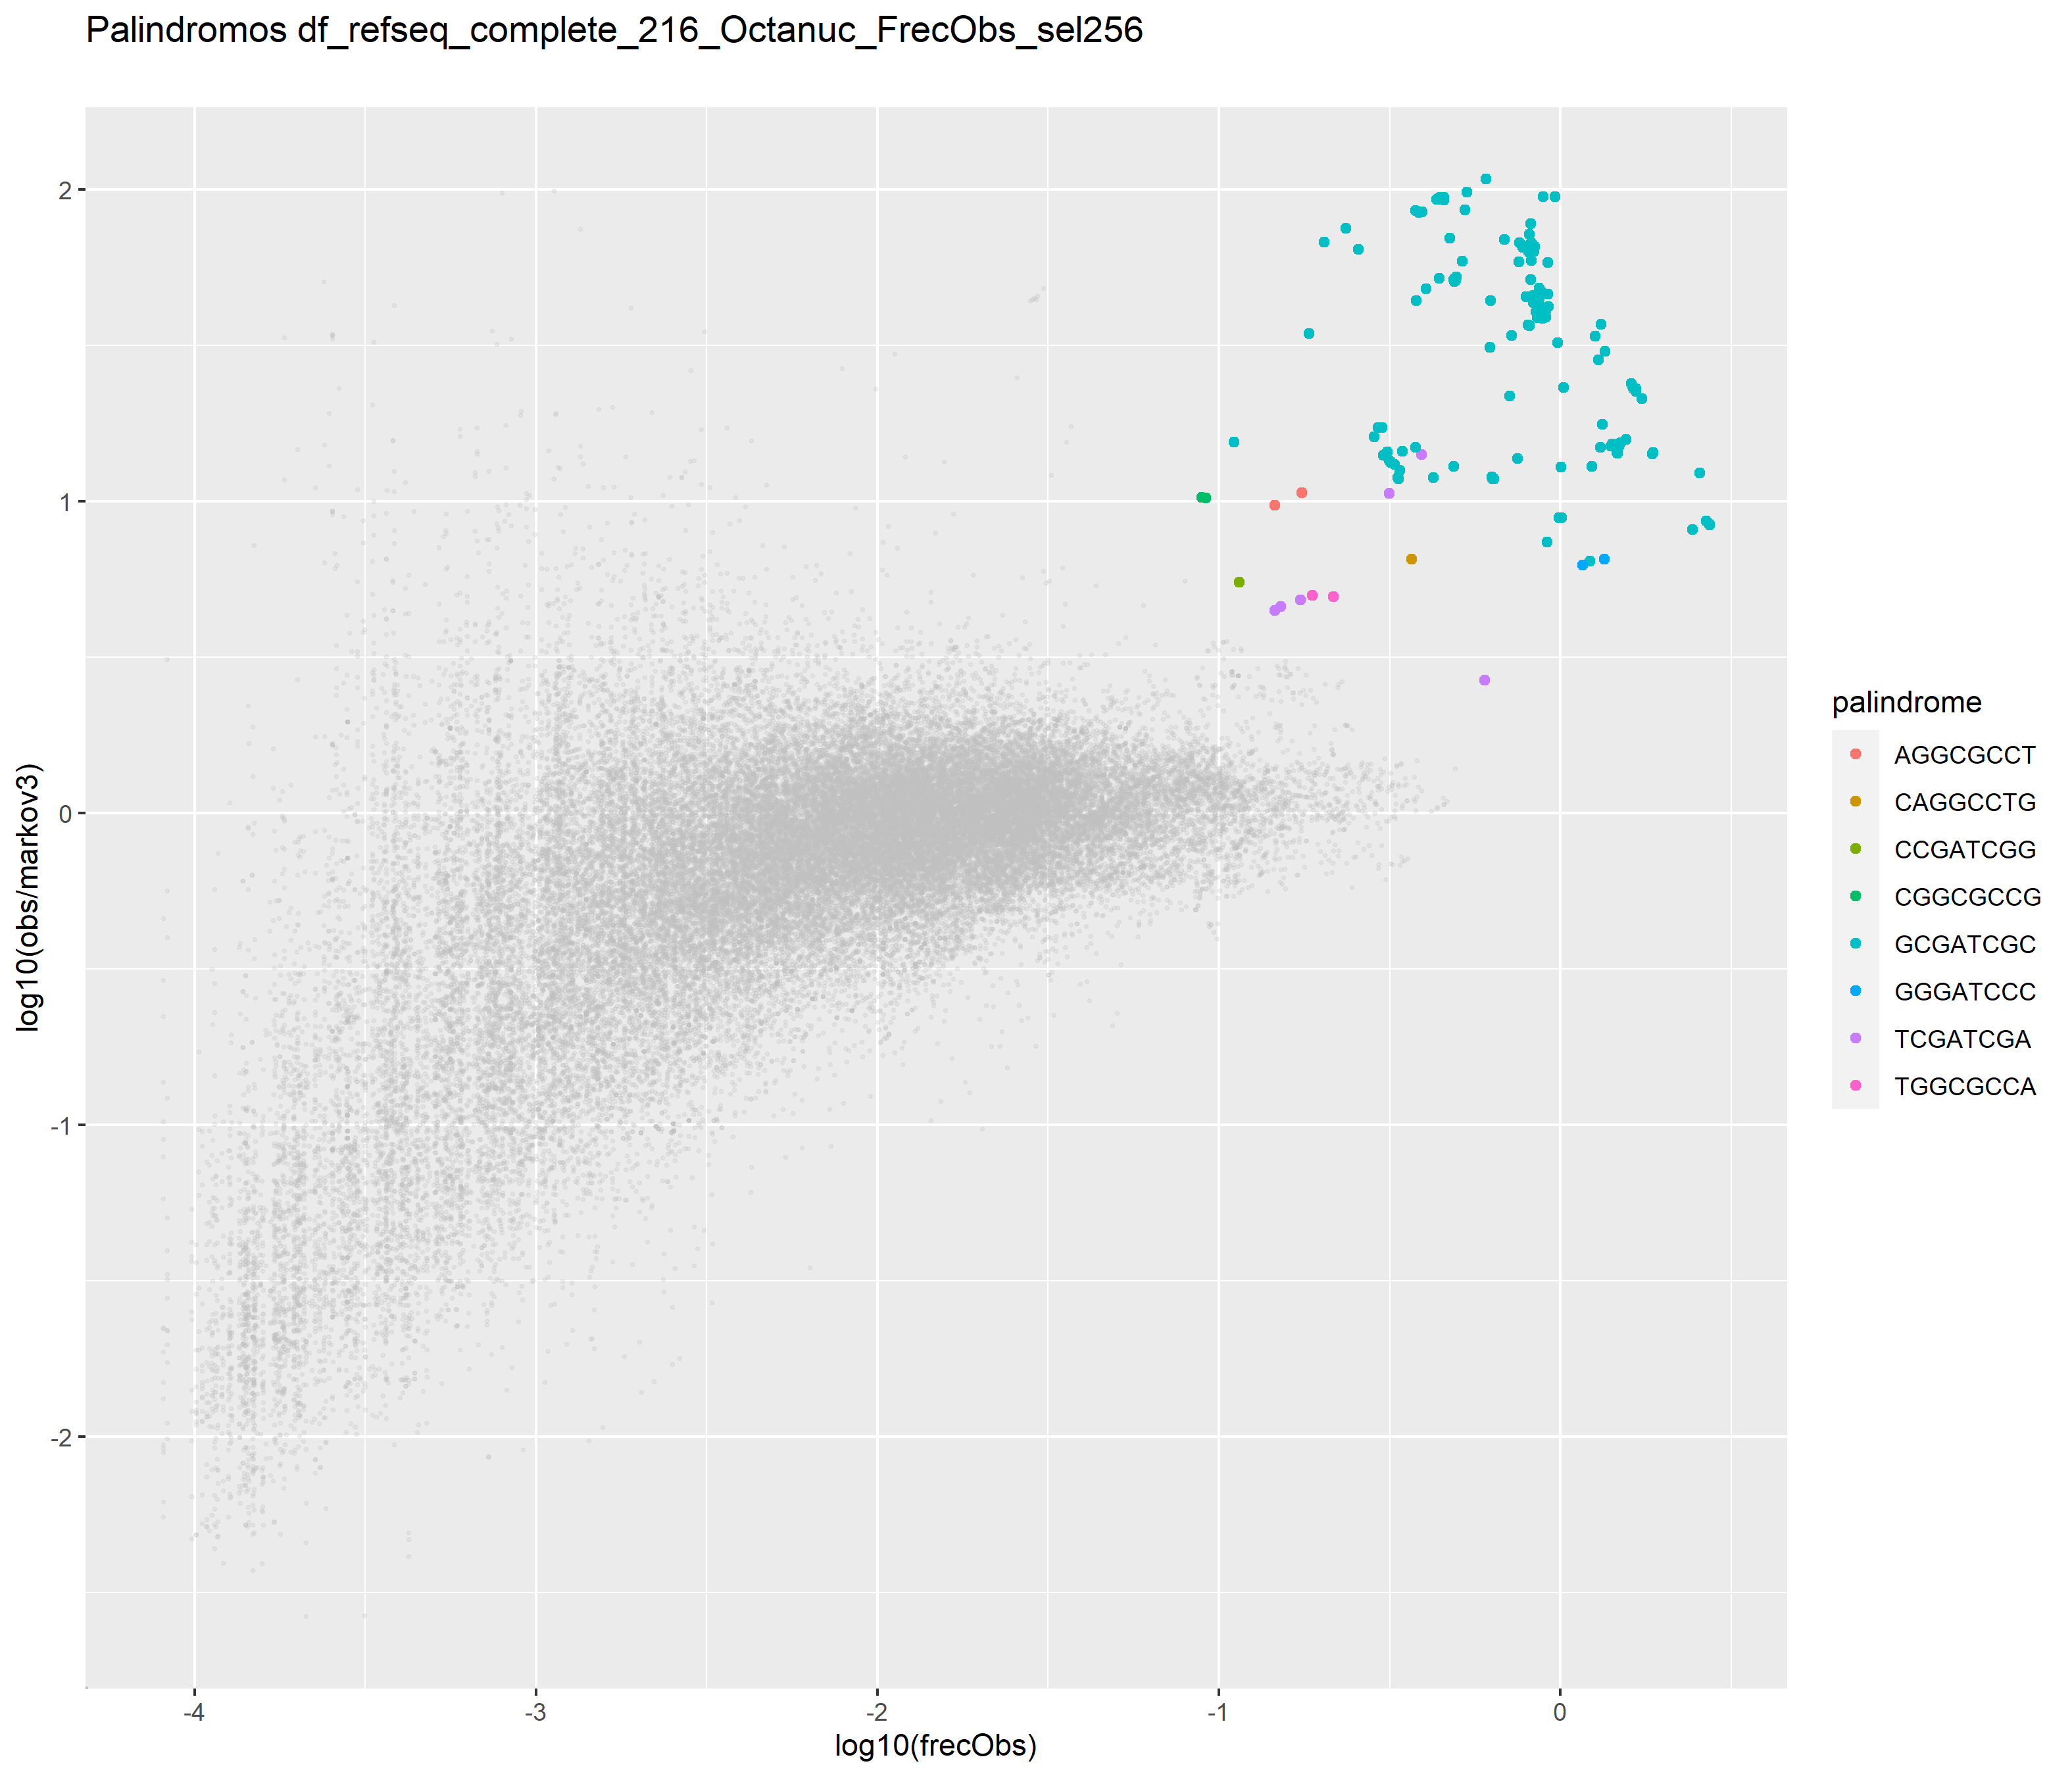 Palindromos df_refseq_complete_216_Octanuc_FrecObs_sel256
log10(obs/markov3)
2
1
0
-1
-2
-4
-3
-2
-1
0
log10(frecObs)
palindrome
AGGCGCCT
CAGGCCTG
CCGATCGG
CGGCGCCG
GCGATCGC
GGGATCCC
TCGATCGA
TGGCGCCA